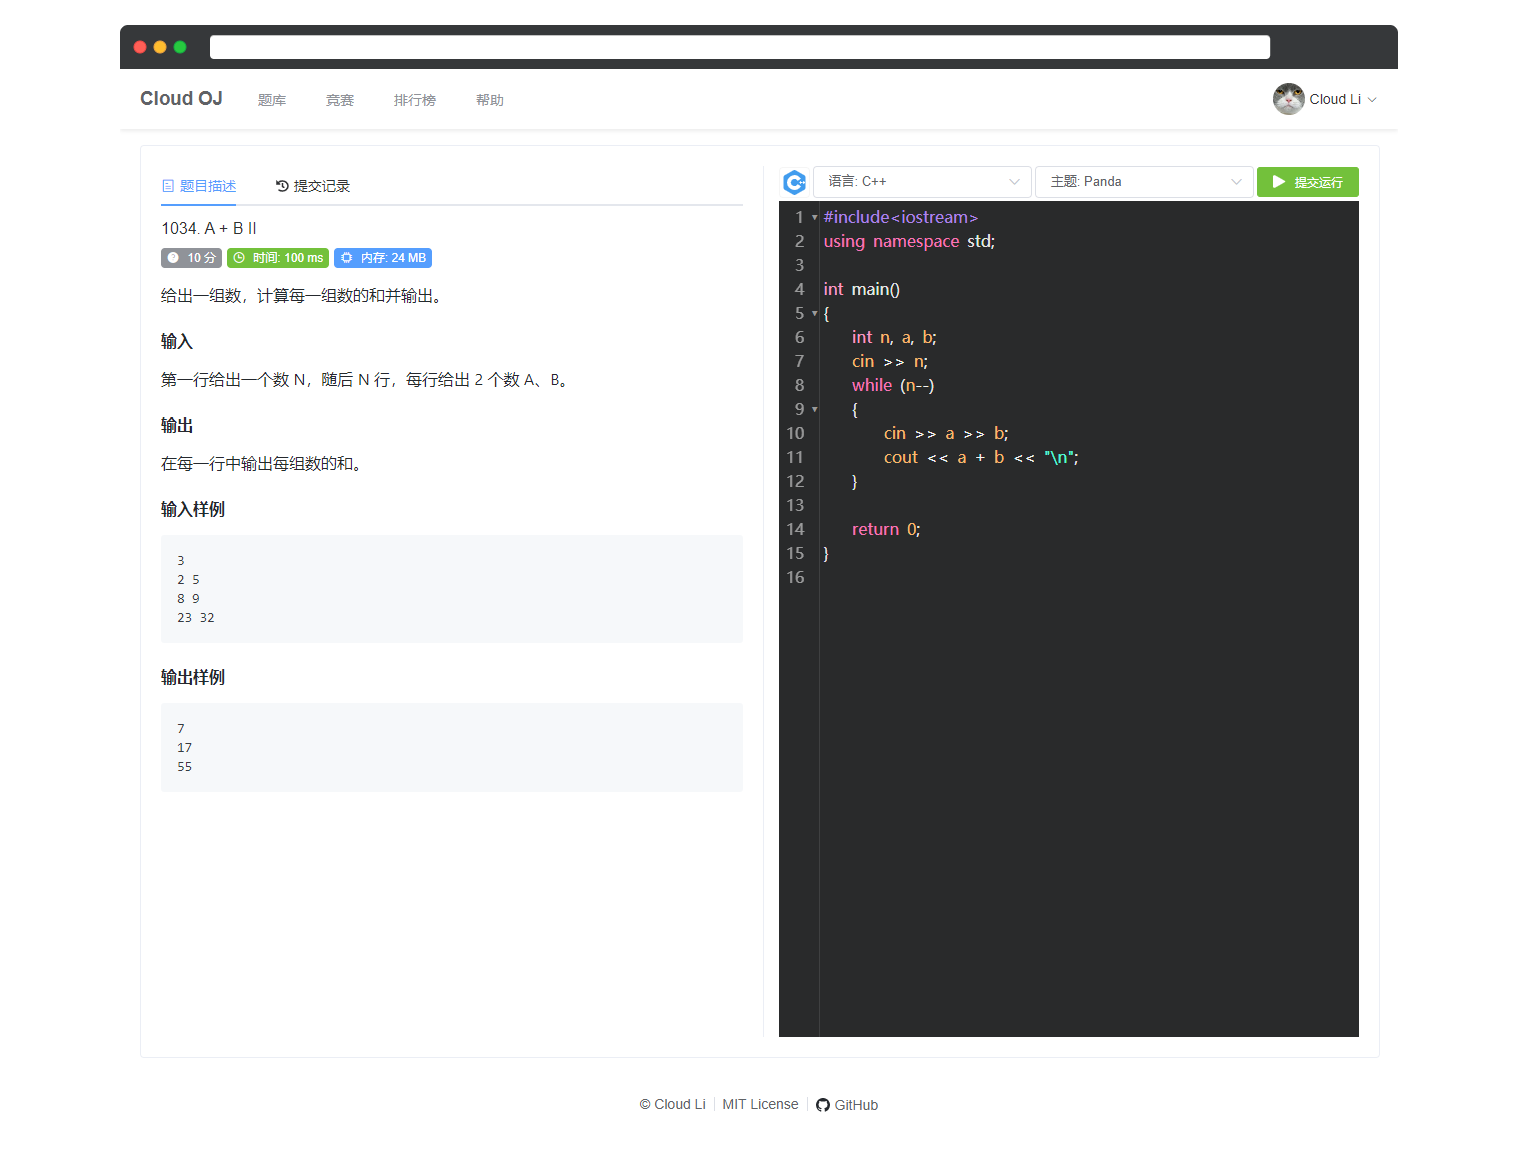 Cloud OJ 题库 竞赛 排行榜 帮助 Cloud Li
题目描述 提交记录
1034. A + B II
10 分 时间: 100 ms 内存: 24 MB
给出一组数，计算每一组数的和并输出。
输入
第一行给出一个数 N，随后 N 行，每行给出 2 个数 A、B。
输出
在每一行中输出每组数的和。
输入样例
3
2 5
8 9
23 32
输出样例
7
17
55
语言: C++ 主题: Panda 提交运行
1 #include<iostream>
2 using namespace std;
3
4 int main()
5 {
6 int n, a, b;
7 cin >> n;
8 while (n--)
9 {
10 cin >> a >> b;
11 cout << a + b << "\n";
12 }
13
14 return 0;
15 }
16
© Cloud Li MIT License GitHub